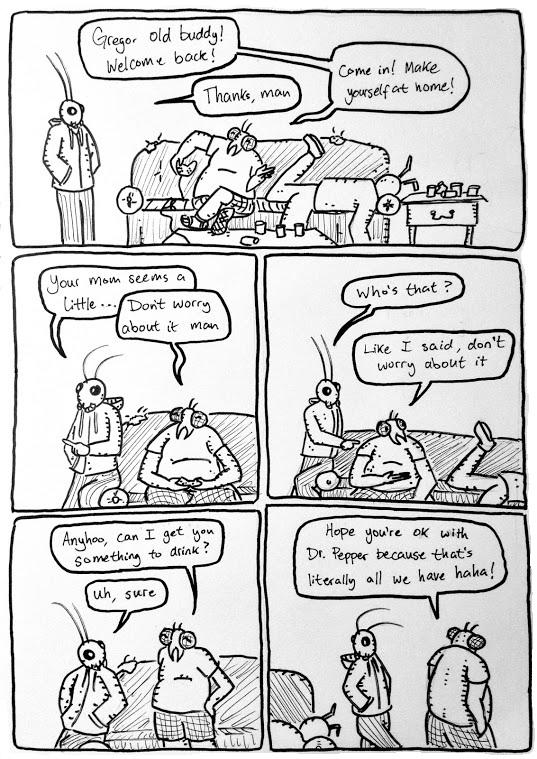 Gregor old buddy!
Welcome back!
Thanks, man
Come in! Make
yourself at home!
Your mom seems a
little...
Don't worry
about it man
Who's that?
Like I said, don't
worry about it
Anyhoo, can I get you
something to drink?
uh, sure
Hope you're OK with
Dr. Pepper because that's
literally all we have haha!